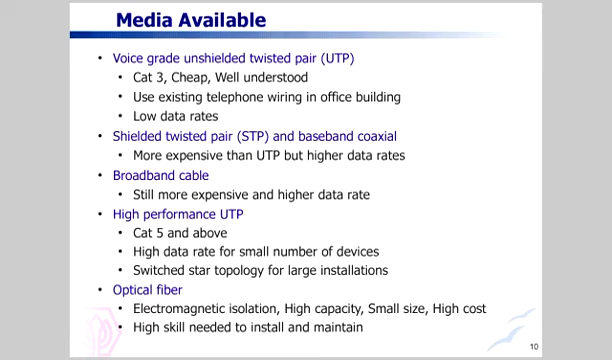 Media Available
• Voice grade unshielded twisted pair (UTP)
• Cat 3, Cheap, Well understood
• Use existing telephone wiring in office building
• Low data rates
• Shielded twisted pair (STP) and baseband coaxial
• More expensive than UTP but higher data rates
• Broadband cable
• Still more expensive and higher data rate
• High performance UTP
• Cat 5 and above
• High data rate for small number of devices
• Switched star topology for large installations
• Optical fiber
• Electromagnetic isolation, High capacity, Small size, High cost
• High skill needed to install and maintain
10